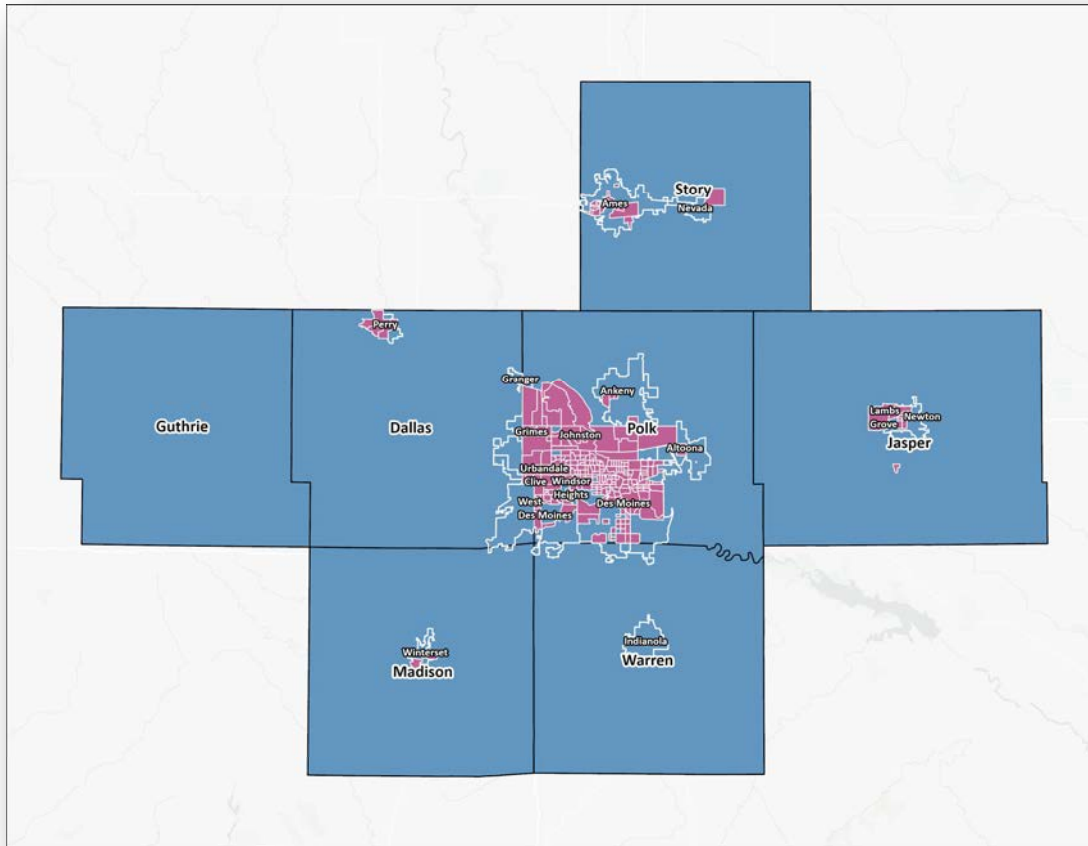 Story
Ames
Nevada
Perry
Granger
Ankeny
Guthrie
Dallas
Grimes
Johnston
Polk
Altoona
Lambs
Grove
Newton
Jasper
Urbandale
Clive
Windsor
Heights
West
Des Moines
Des Moines
Winterset
Madison
Indianola
Warren